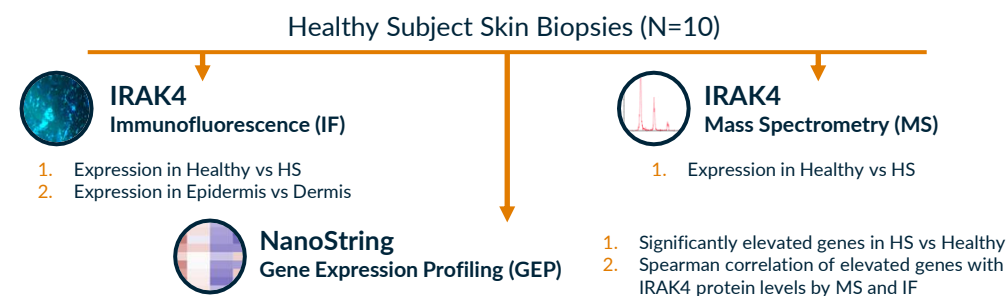 Healthy Subject Skin Biopsies (N=10)
IRAK4
Immunofluorescence (IF)
1. Expression in Healthy vs HS
2. Expression in Epidermis vs Dermis
IRAK4
Mass Spectrometry (MS)
1. Expression in Healthy vs HS
NanoString
Gene Expression Profiling (GEP)
1. Significantly elevated genes in HS vs Healthy
2. Spearman correlation of elevated genes with
IRAK4 protein levels by MS and IF